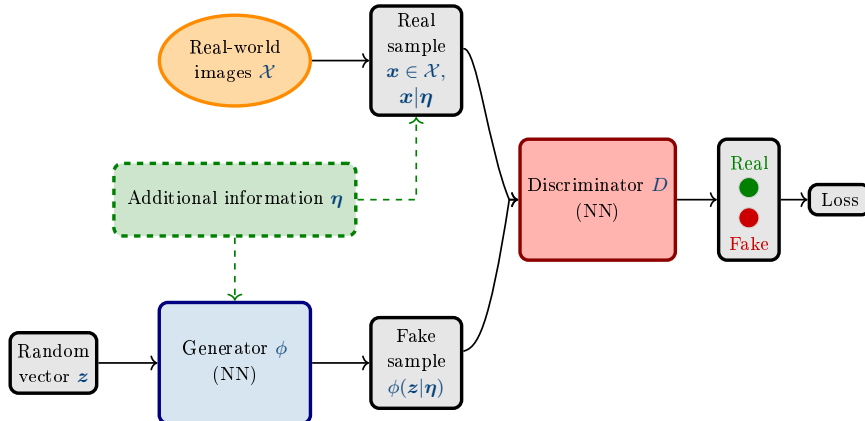 Real-world
images 𝒳
Real
sample
𝒙 ∈ 𝒳,
𝒙|𝜼
Additional information 𝜼
Discriminator D
(NN)
Real
Fake
Loss
Random
vector 𝒛
Generator ϕ
(NN)
Fake
sample
ϕ(𝒛|𝜼)